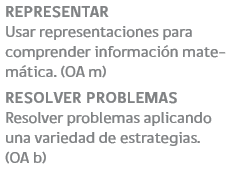 REPRESENTAR
Usar representaciones para
comprender información mate-
mática. (OA m)
RESOLVER PROBLEMAS
Resolver problemas aplicando
una variedad de estrategias.
(OA b)